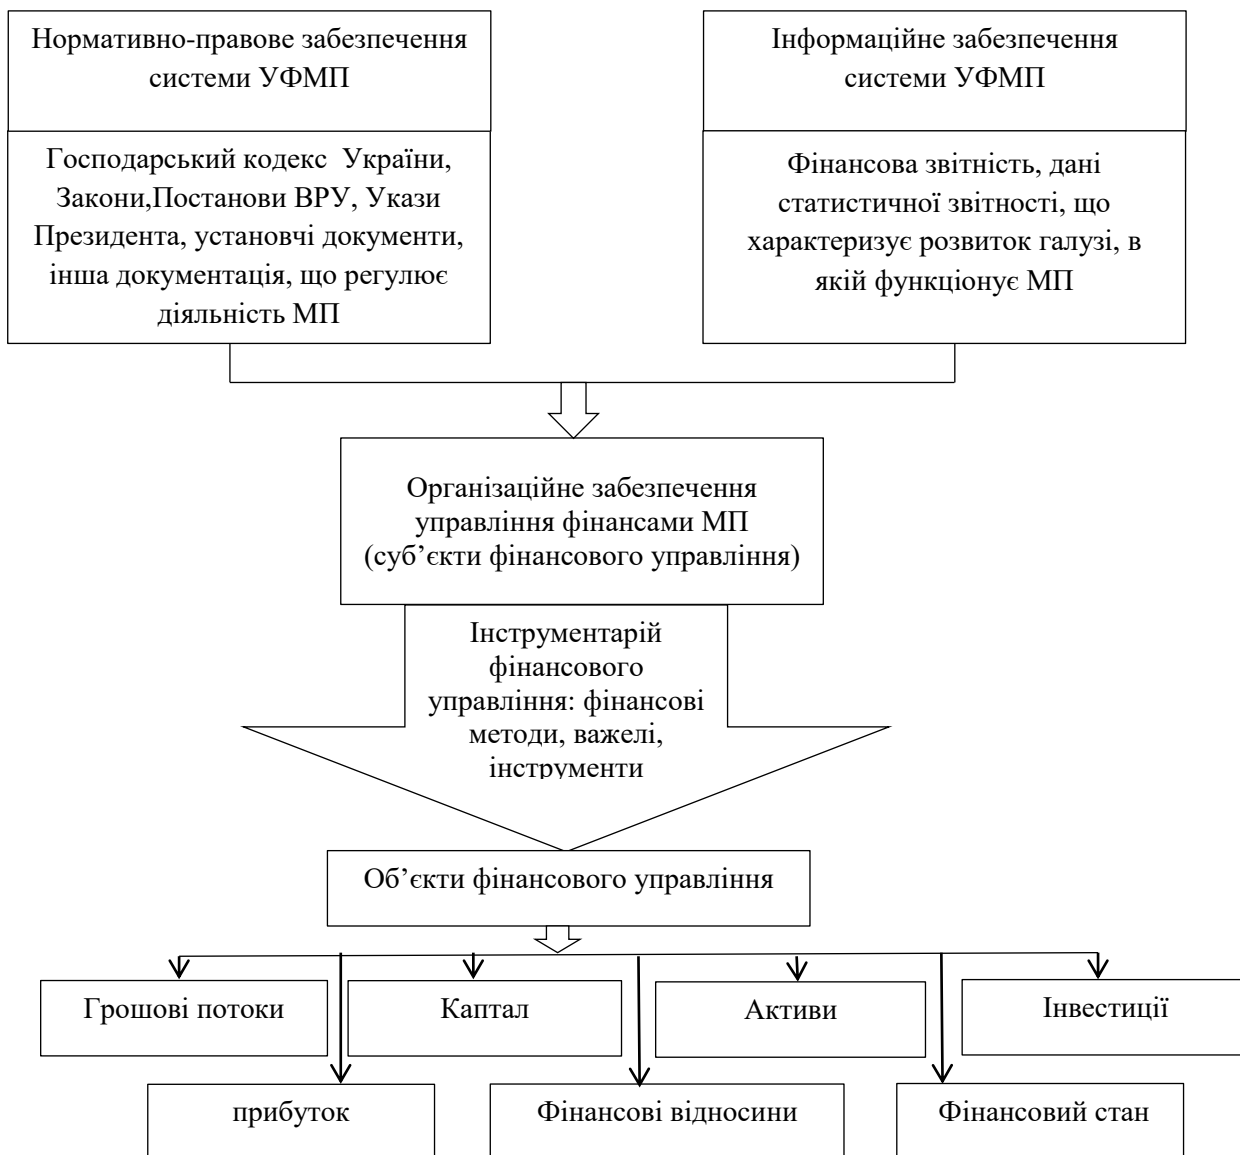 Нормативно-правове забезпечення
системи УФМП
Господарський кодекс  України,
Закони,Постанови ВРУ, Укази
Президента, установчі документи,
інша документація, що регулює
діяльність МП
Інформаційне забезпечення
системи УФМП
Фінансова звітність, дані
статистичної звітності, що
характеризує розвиток галузі, в
якій функціонує МП
Організаційне забезпечення
управління фінансами МП
(суб’єкти фінансового управління)
Інструментарій
фінансового
управління: фінансові
методи, важелі,
інструменти
Об’єкти фінансового управління
Грошові потоки
Каптал
Активи
Інвестиції
прибуток
Фінансові відносини
Фінансовий стан